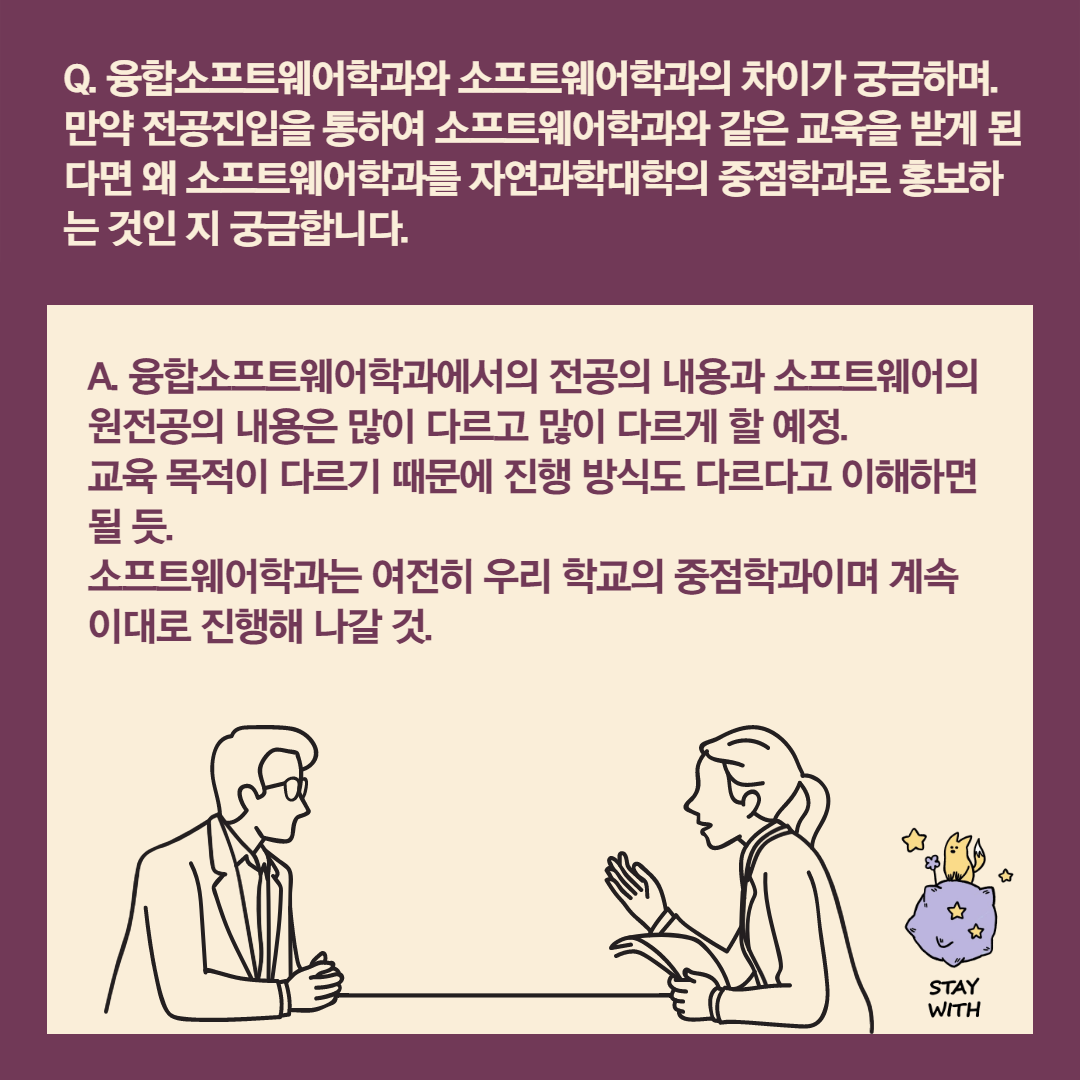 Q. 융합소프트웨어학과와 소프트웨어학과의 차이가 궁금하며.
만약 전공진입을 통하여 소프트웨어학과와 같은 교육을 받게 된
다면 왜 소프트웨어학과를 자연과학대학의 중점학과로 홍보하
는 것인 지 궁금합니다.
A. 융합소프트웨어학과에서의 전공의 내용과 소프트웨어의
원전공의 내용은 많이 다르고 많이 다르게 할 예정.
교육 목적이 다르기 때문에 진행 방식도 다르다고 이해하면
될 듯.
소프트웨어학과는 여전히 우리 학교의 중점학과이며 계속
이대로 진행해 나갈 것.
STAY
WITH